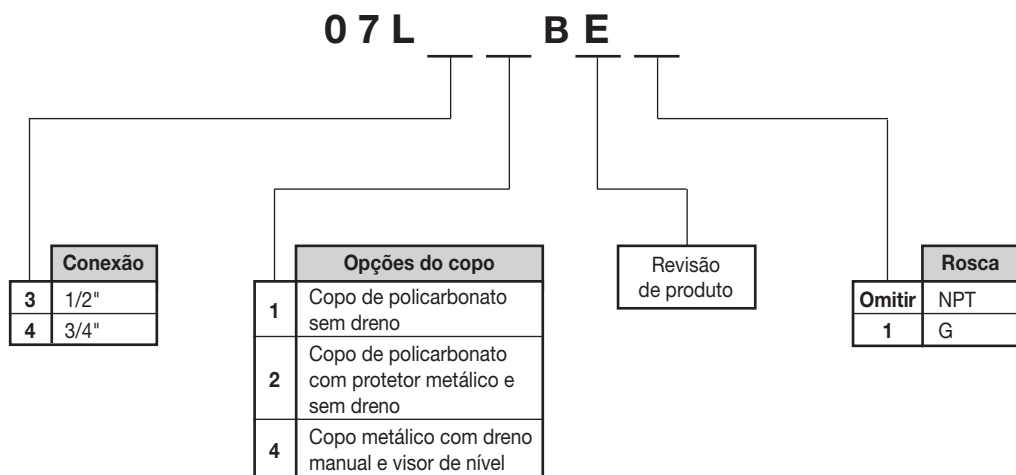 07L BE
Conexão
3 1/2"
4 3/4"
Opções do copo
1 Copo de policarbonato
sem dreno
2 Copo de policarbonato
com protetor metálico e
sem dreno
4 Copo metálico com dreno
manual e visor de nível
Revisão
de produto
Rosca
Omitir NPT
1 G